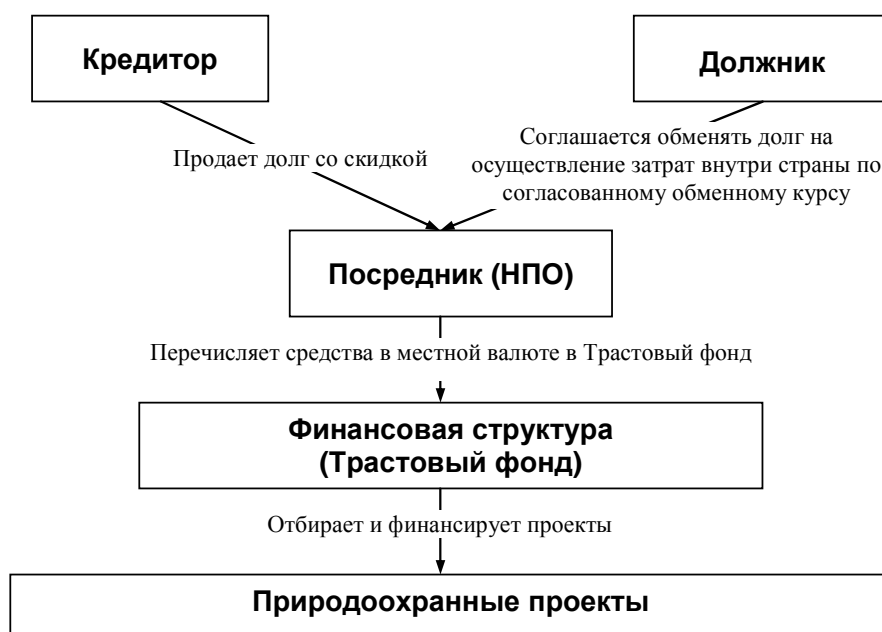 Кредитор
Должник
Продает долг со скидкой
Соглашается обменять долг на
осуществление затрат внутри страны по
согласованному обменному курсу
Посредник (НПО)
Перечисляет средства в местной валюте в Трастовый фонд
Финансовая структура
(Трастовый фонд)
Отбирает и финансирует проекты
Природоохранные проекты